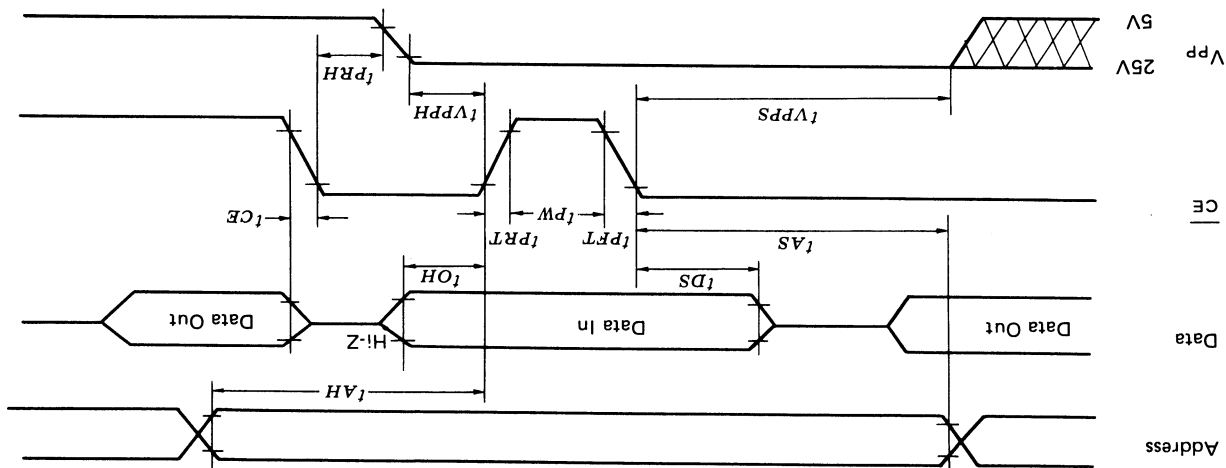 Address
tAH
Data
Data Out
Data In
Hi-Z
Data Out
tDS
tOH
tAS
tPFT
tPW
tPRT
tCE
CE
tVPPS
tVPPH
tPRH
VPP
25V
5V